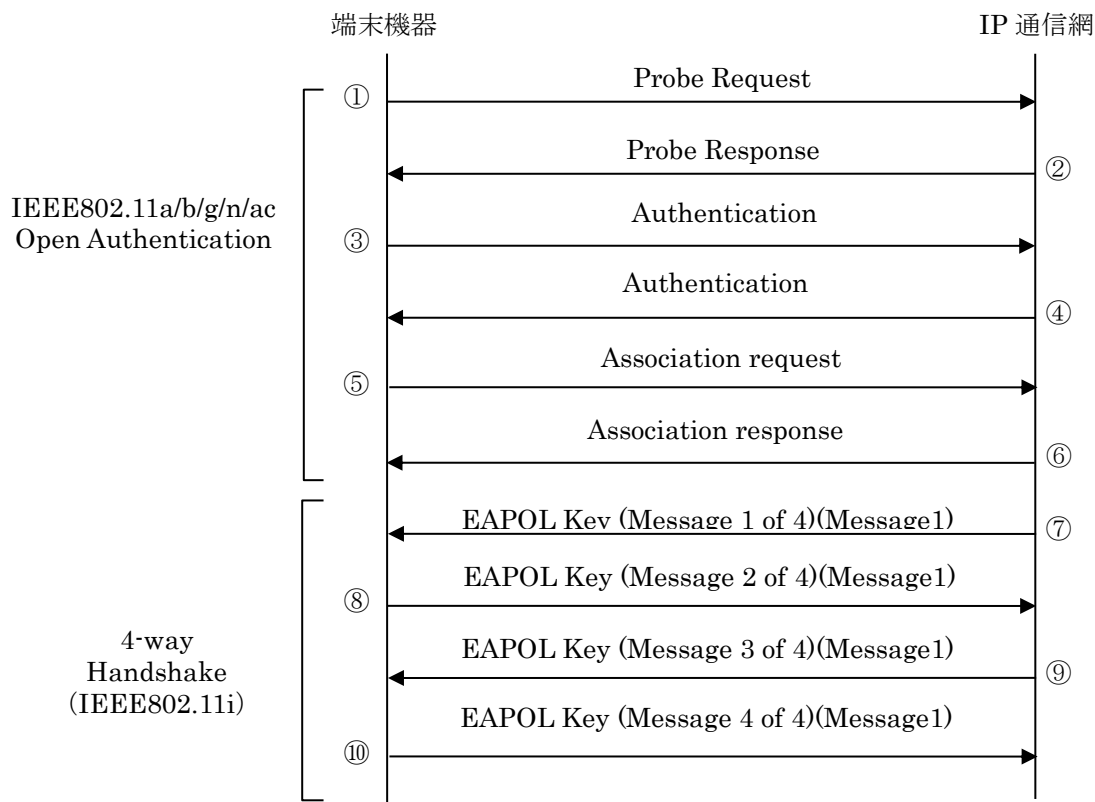 端末機器
IP 通信網
① Probe Request
Probe Response ②
IEEE802.11a/b/g/n/ac
Open Authentication
③ Authentication
Authentication ④
⑤ Association request
Association response ⑥
EAPOL Key (Message 1 of 4)(Message1) ⑦
⑧ EAPOL Key (Message 2 of 4)(Message1)
4-way
Handshake
(IEEE802.11i)
EAPOL Key (Message 3 of 4)(Message1) ⑨
⑩ EAPOL Key (Message 4 of 4)(Message1)